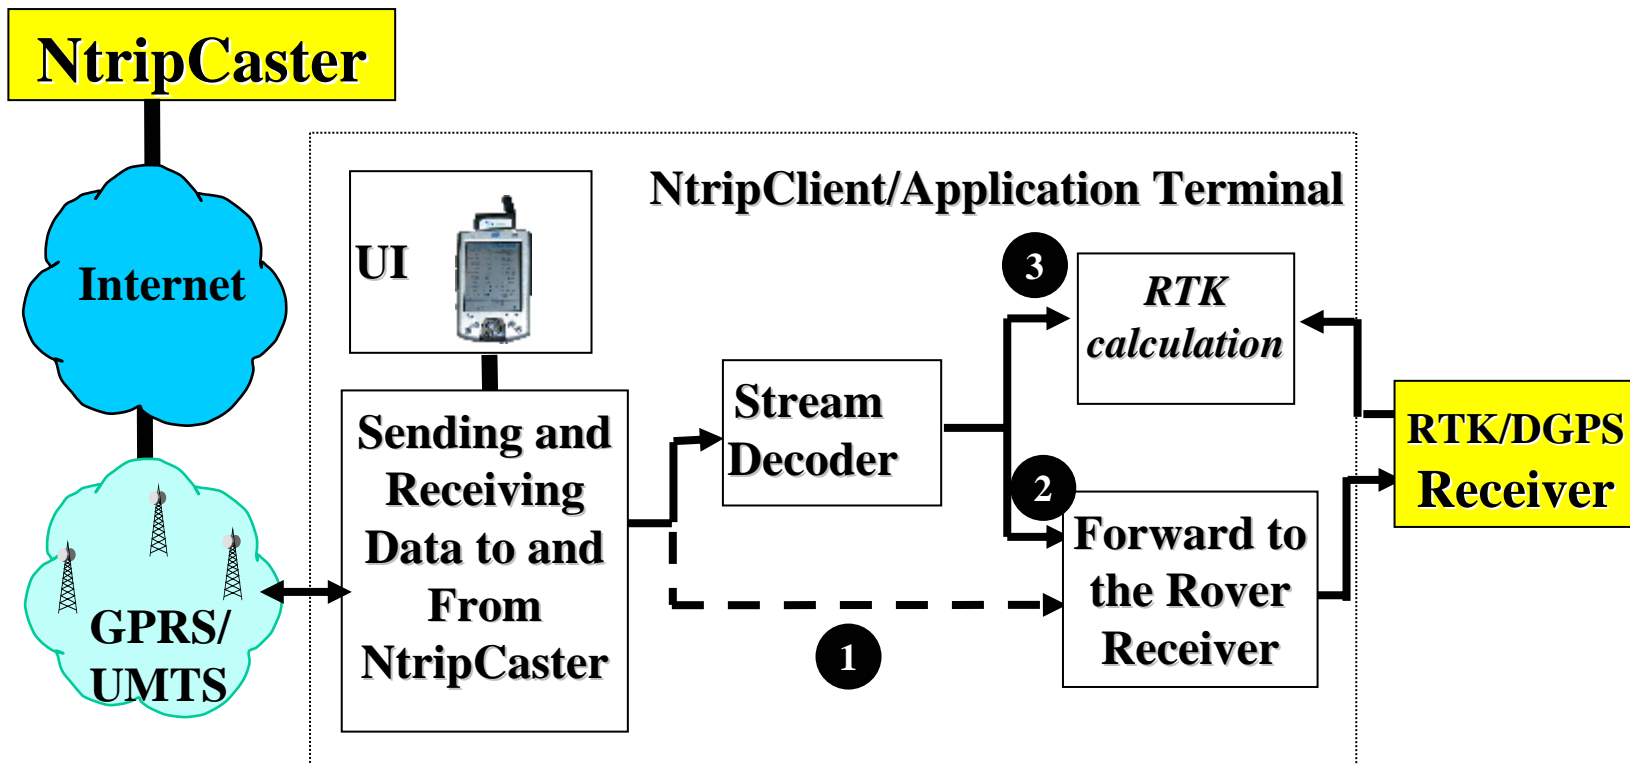 NtripCaster
NtripClient/Application Terminal
UI
Internet
3
RTK
calculation
Stream
Decoder
Sending and
Receiving
Data to and
From
NtripCaster
RTK/DGPS
Receiver
2
Forward to
the Rover
Receiver
1
GPRS/
UMTS